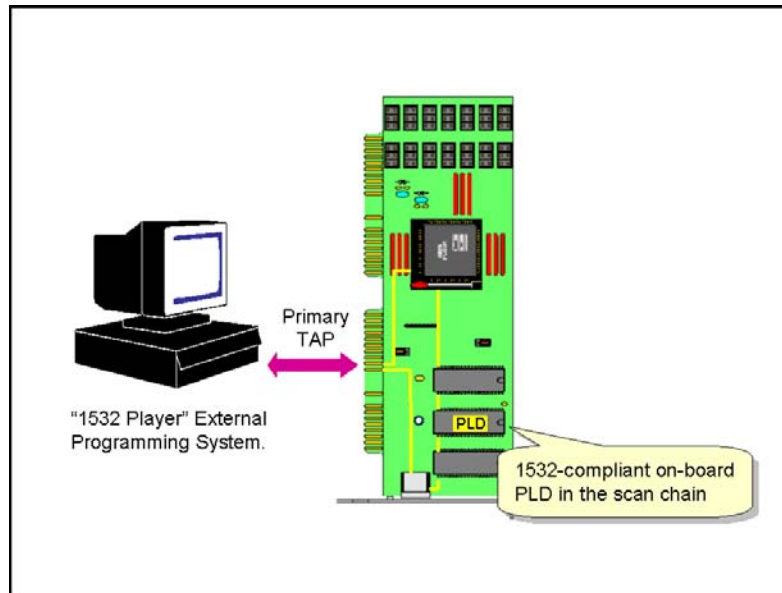 Primary
TAP
"1532 Player" External
Programming System.
PLD
1532-compliant on-board
PLD in the scan chain